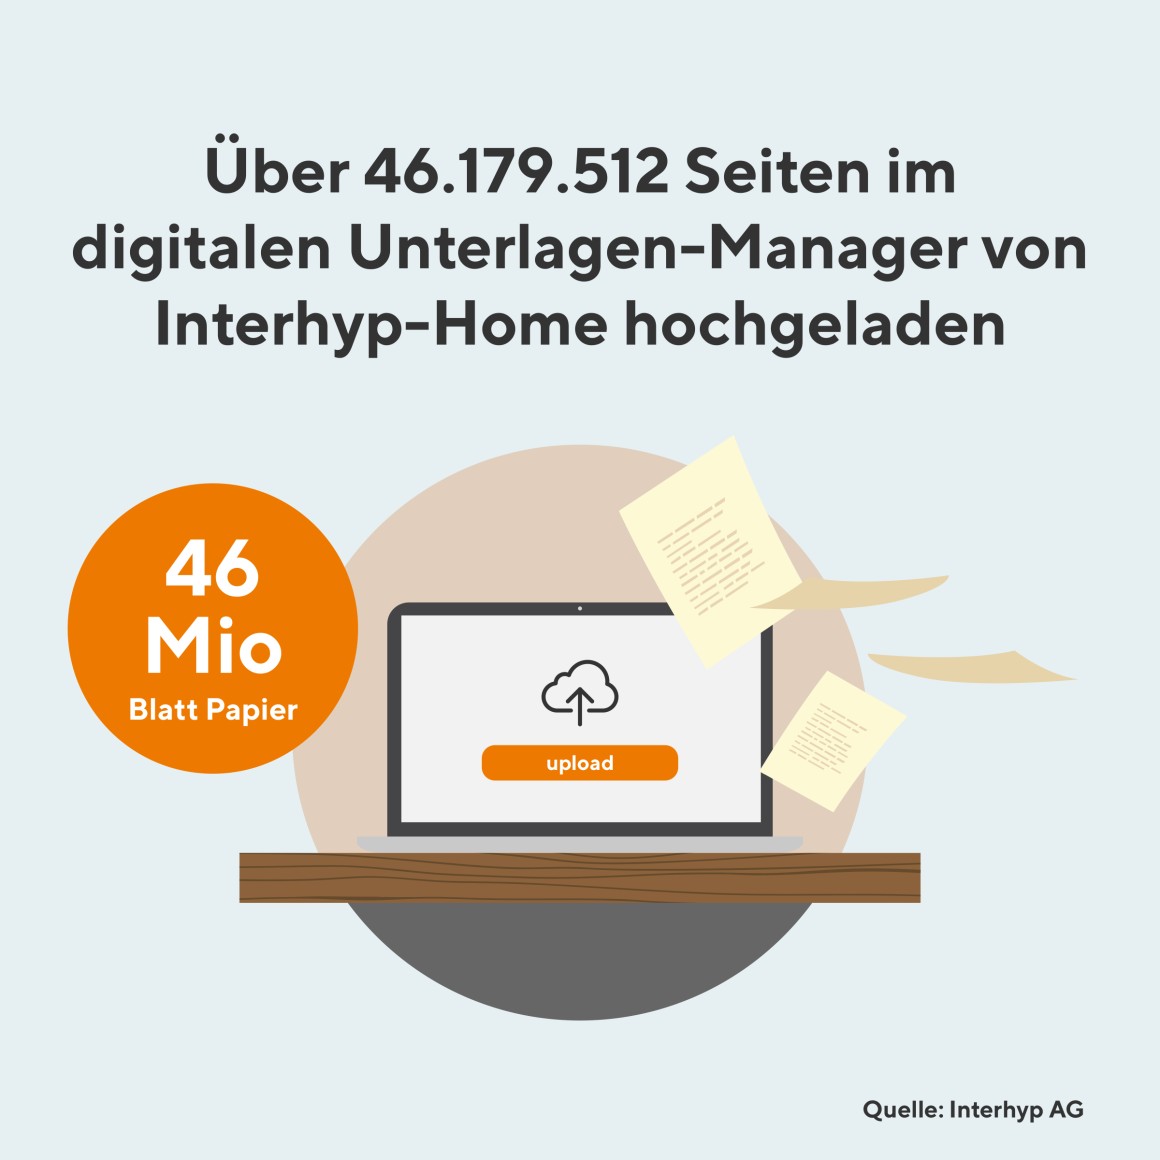 Über 46.179.512 Seiten im
digitalen Unterlagen-Manager von
Interhyp-Home hochgeladen
46
Mio
Blatt Papier
upload
Quelle: Interhyp AG